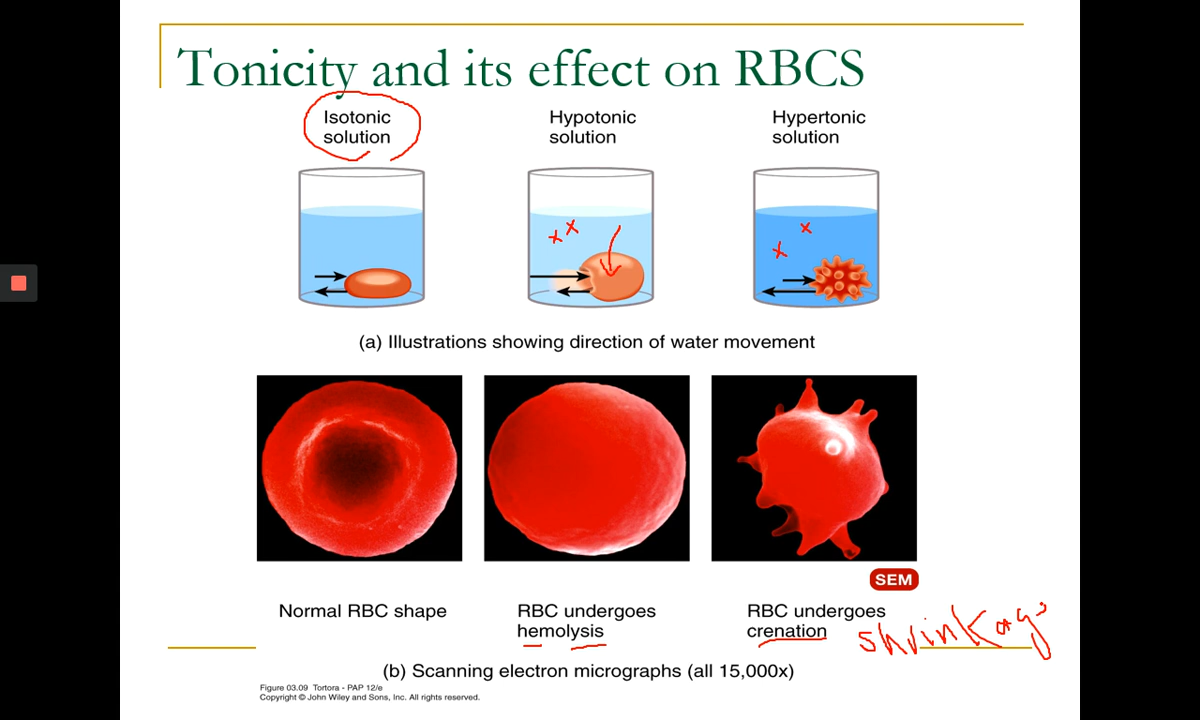 Tonicity and its effect on RBCS
Isotonic
solution
Hypotonic
solution
Hypertonic
solution
x x
x x
(a) Illustrations showing direction of water movement
SEM
Normal RBC shape
RBC undergoes
hemolysis
RBC undergoes
crenation
shrinkage
(b) Scanning electron micrographs (all 15,000x)
Figure 03.09 Tortora - PAP 12/e
Copyright © John Wiley and Sons, Inc. All rights reserved.